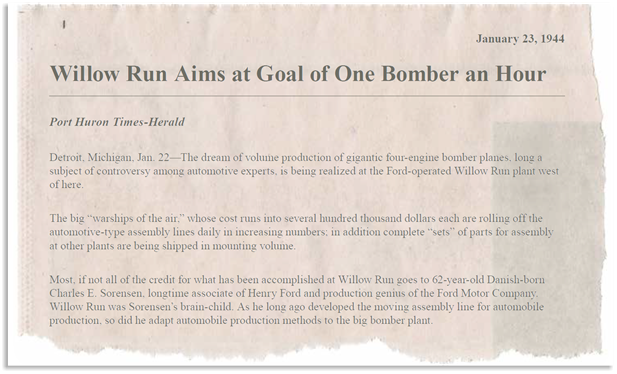 January 23, 1944
Willow Run Aims at Goal of One Bomber an Hour
Port Huron Times-Herald
Detroit, Michigan, Jan. 22—The dream of volume production of gigantic four-engine bomber planes, long a
subject of controversy among automotive experts, is being realized at the Ford-operated Willow Run plant west
of here.
The big “warships of the air,” whose cost runs into several hundred thousand dollars each are rolling off the
automotive-type assembly lines daily in increasing numbers; in addition complete “sets” of parts for assembly
at other plants are being shipped in mounting volume.
Most, if not all of the credit for what has been accomplished at Willow Run goes to 62-year-old Danish-born
Charles E. Sorensen, longtime associate of Henry Ford and production genius of the Ford Motor Company.
Willow Run was Sorensen’s brain-child. As he long ago developed the moving assembly line for automobile
production, so did he adapt automobile production methods to the big bomber plant.